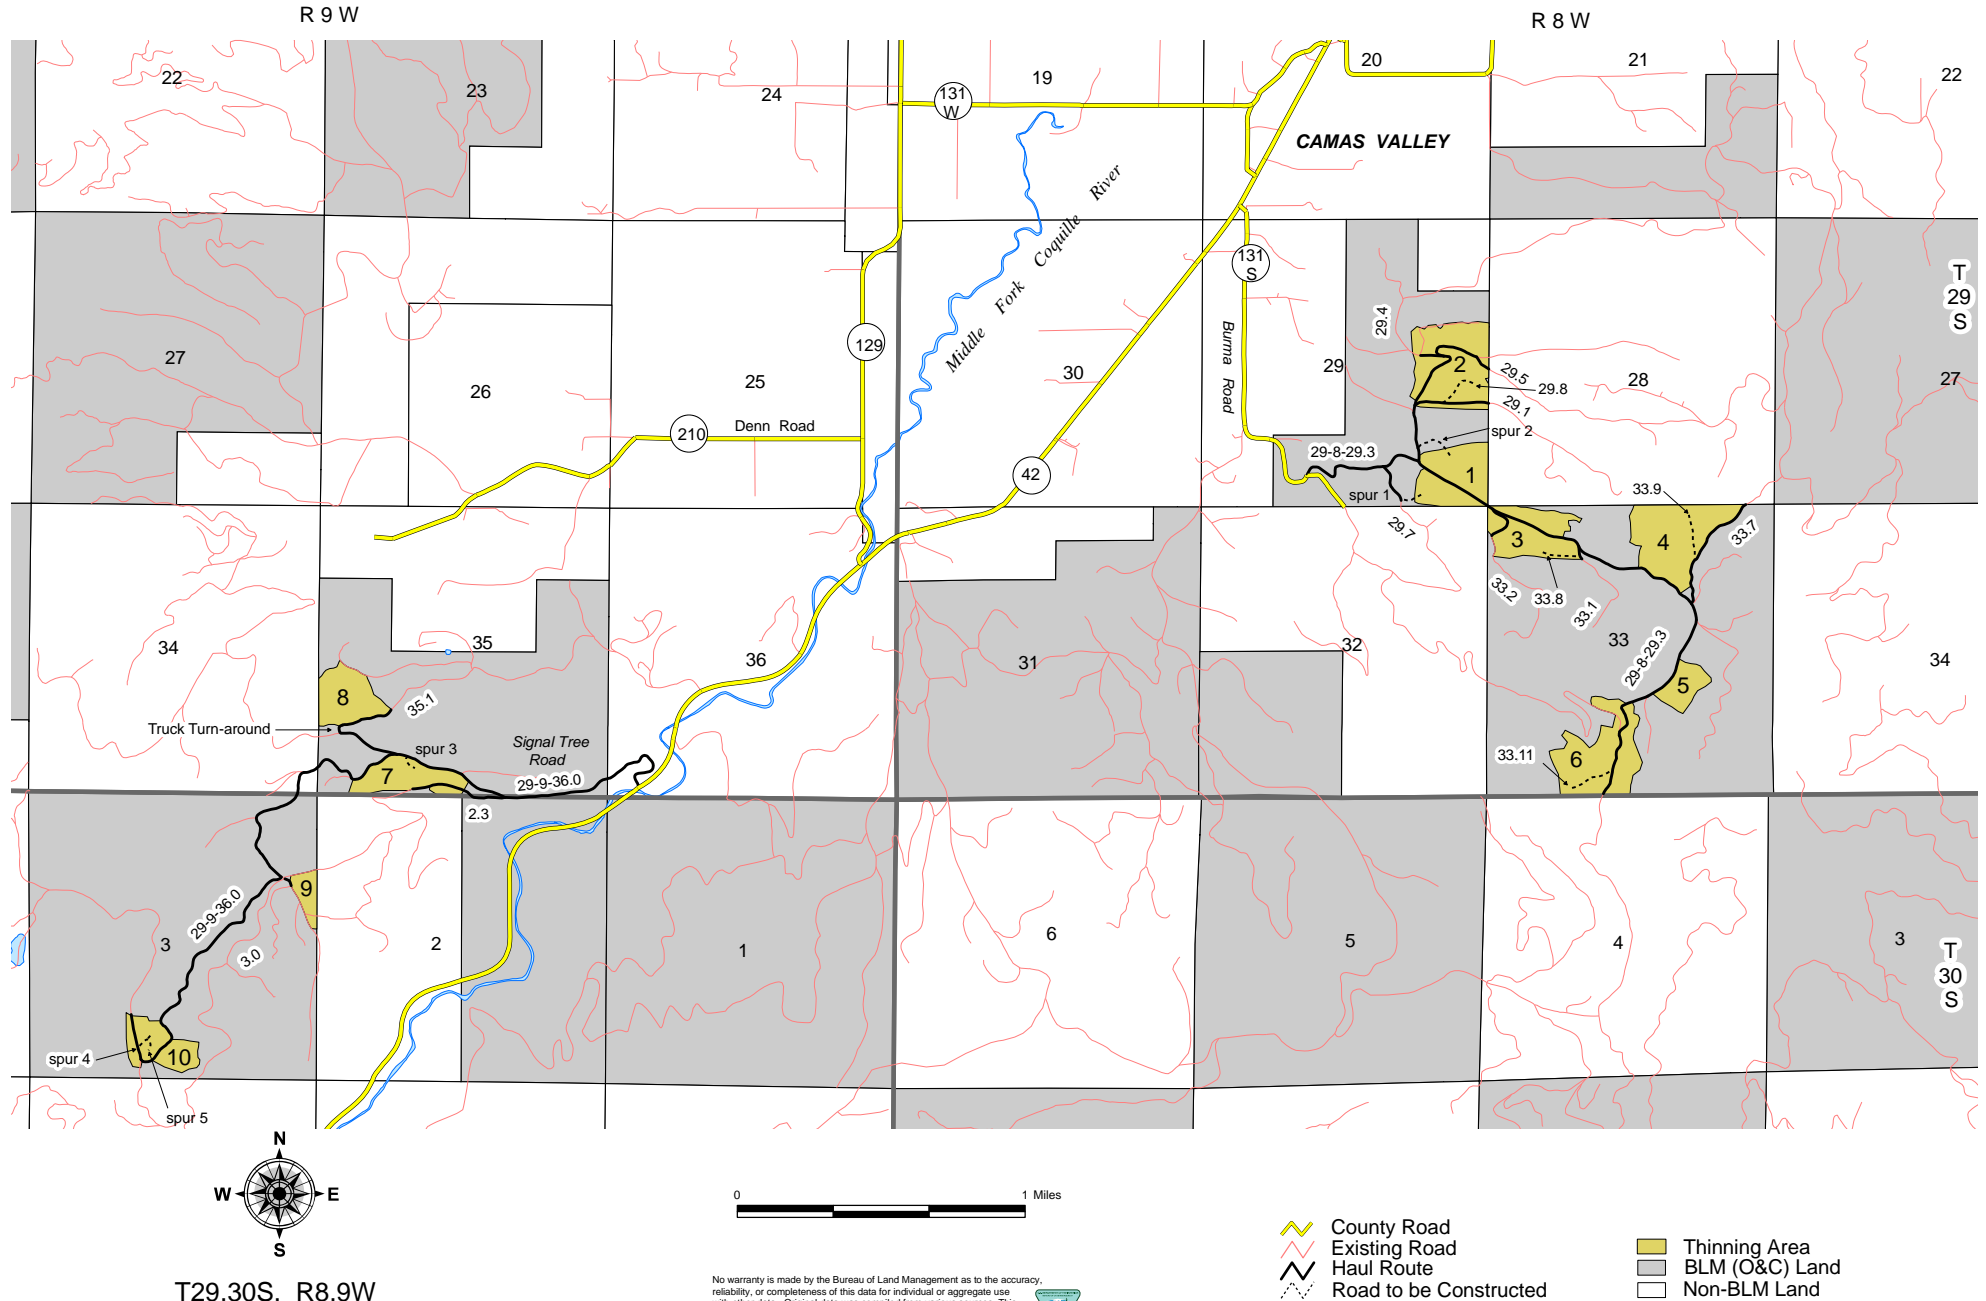 R 9 W
R 8 W
22
23
24
19
20
21
22
131
W
CAMAS VALLEY
Middle Fork Coquille River
131
S
T
29
S
27
26
25
129
30
29
28
27
Burma Road
29.4
2
29.5
29.8
29.1
spur 2
210
Denn Road
42
29-8-29.3
spur 1
1
29.7
33.9
33.7
3
4
33.2
33.8
33.1
34
35
36
31
32
33
34
29-8-29.3
5
6
33.11
8
35.1
Truck Turn-around
spur 3
7
Signal Tree
Road
29-9-36.0
2.3
9
29-9-36.0
3.0
3
2
1
6
5
4
3
T
30
S
10
spur 4
spur 5
N
W
E
S
0
1 Miles
T29,30S, R8,9W
No warranty is made by the Bureau of Land Management as to the accuracy,
reliability, or completeness of this data for individual or aggregate use
County Road
Existing Road
Haul Route
Road to be Constructed
Thinning Area
BLM (O&C) Land
Non-BLM Land